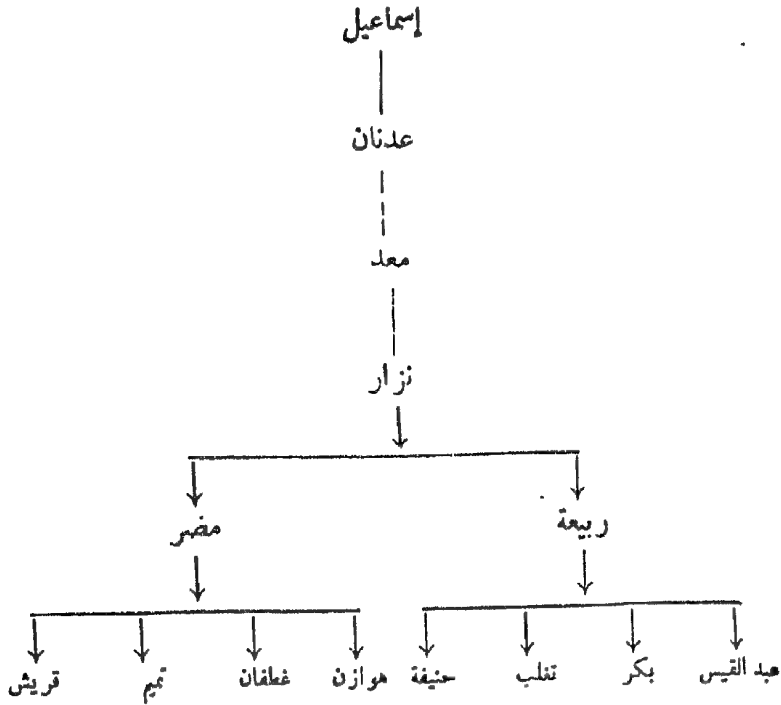 إسماعيل
عدنان
معد
نزار
ربيعة مضر
عبد القيس بكر تغلب حنيفة هوازن غطفان تميم قريش